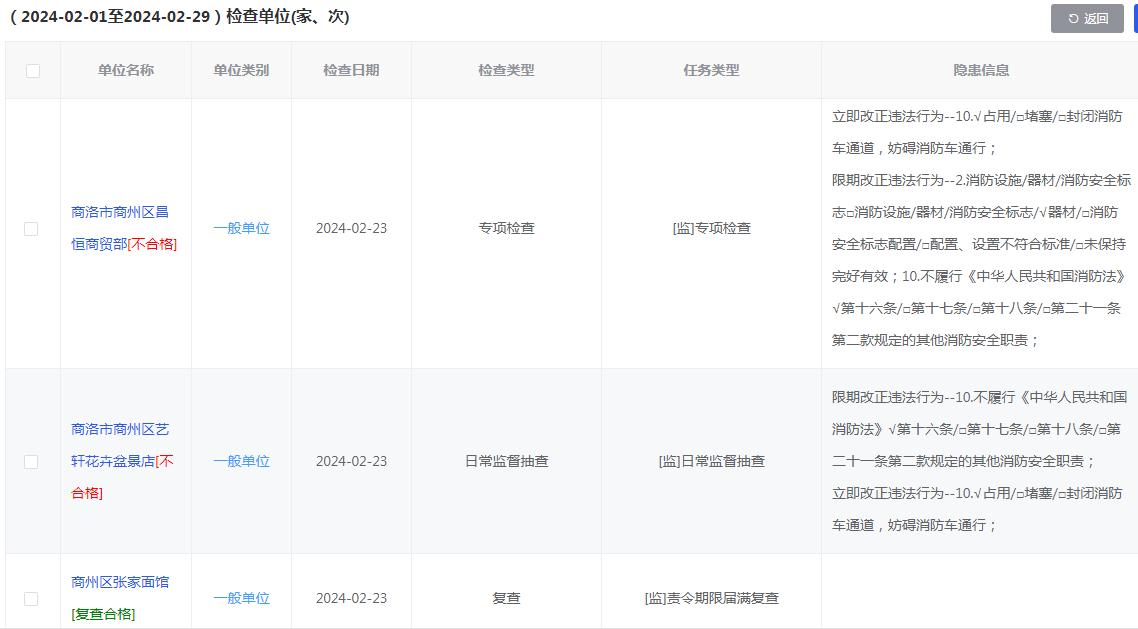 （2024-02-01至2024-02-29）检查单位(家、次)
返回
单位名称 单位类别 检查日期 检查类型 任务类型 隐患信息
商洛市商州区昌
恒商贸部[不合格]
一般单位
2024-02-23
专项检查
[监]专项检查
立即改正违法行为--10.√占用/□堵塞/□封闭消防
车通道，妨碍消防车通行；
限期改正违法行为--2.消防设施/器材/消防安全标
志□消防设施/器材/消防安全标志/√器材/□消防
安全标志配置/□配置、设置不符合标准/□未保持
完好有效；10.不履行《中华人民共和国消防法》
√第十六条/□第十七条/□第十八条/□第二十一条
第二款规定的其他消防安全职责；
商洛市商州区艺
轩花卉盆景店[不
合格]
一般单位
2024-02-23
日常监督抽查
[监]日常监督抽查
限期改正违法行为--10.不履行《中华人民共和国
消防法》√第十六条/□第十七条/□第十八条/□第
二十一条第二款规定的其他消防安全职责；
立即改正违法行为--10.√占用/□堵塞/□封闭消防
车通道，妨碍消防车通行；
商州区张家面馆
[复查合格]
一般单位
2024-02-23
复查
[监]责令期限届满复查